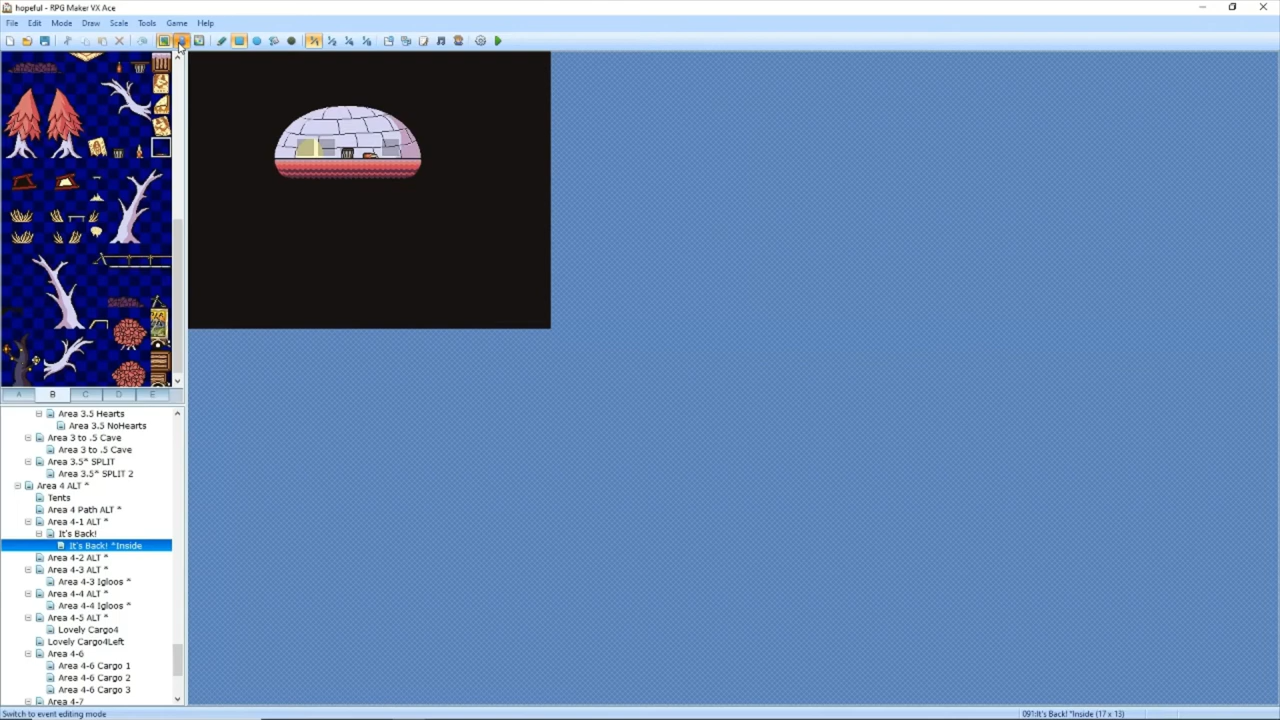 hopeful - RPG Maker VX Ace
File Edit Mode Draw Scale Tools Game Help
A B C D E
Area 3.5 Hearts
Area 3.5 NoHearts
Area 3 to .5 Cave
Area 3 to .5 Cave
Area 3.5^ SPLIT
Area 3.5^ SPLIT 2
Area 4 ALT ^
Tents
Area 4 Path ALT ^
Area 4-1 ALT ^
It's Back!
It's Back! ^Inside
Area 4-2 ALT ^
Area 4-3 ALT ^
Area 4-3 Igloos ^
Area 4-4 ALT ^
Area 4-4 Igloos ^
Area 4-5 ALT ^
Lovely Cargo4
Lovely Cargo4Left
Area 4-6
Area 4-6 Cargo 1
Area 4-6 Cargo 2
Area 4-6 Cargo 3
Area 4-7
Switch to event editing mode
091:It's Back! ^Inside (17 x 13)